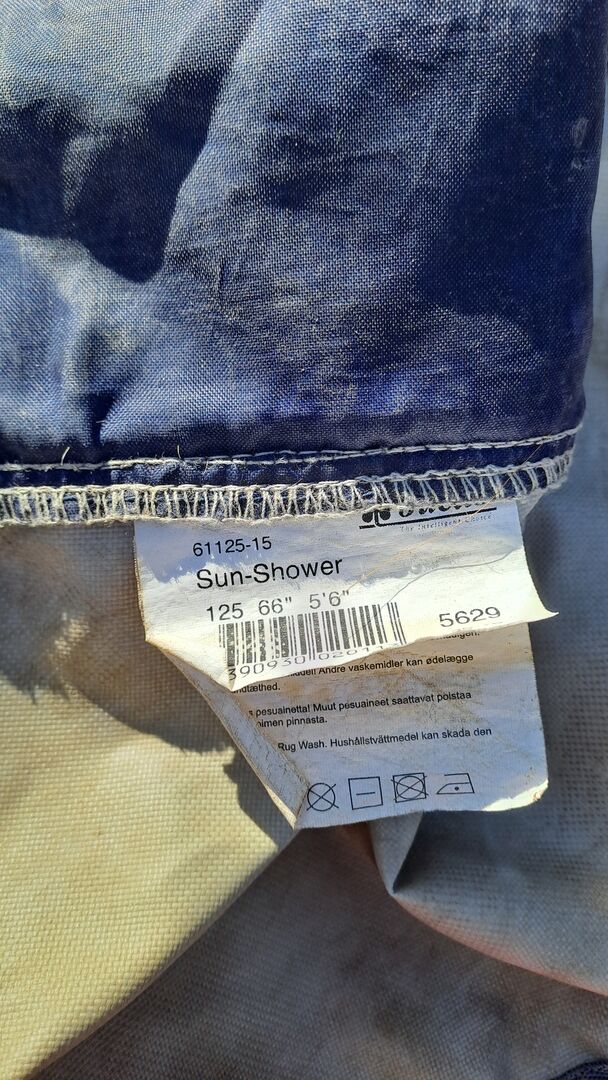 The Intelligent Choice
61125-15
Sun-Shower
125 66" 5'6"
5629
Andre vaskemidler kan ødelægge
pesuainetta! Muut pesuaineet saattavat poistaa
pinnasta.
Rug Wash. Hushållstvättmedel kan skada den